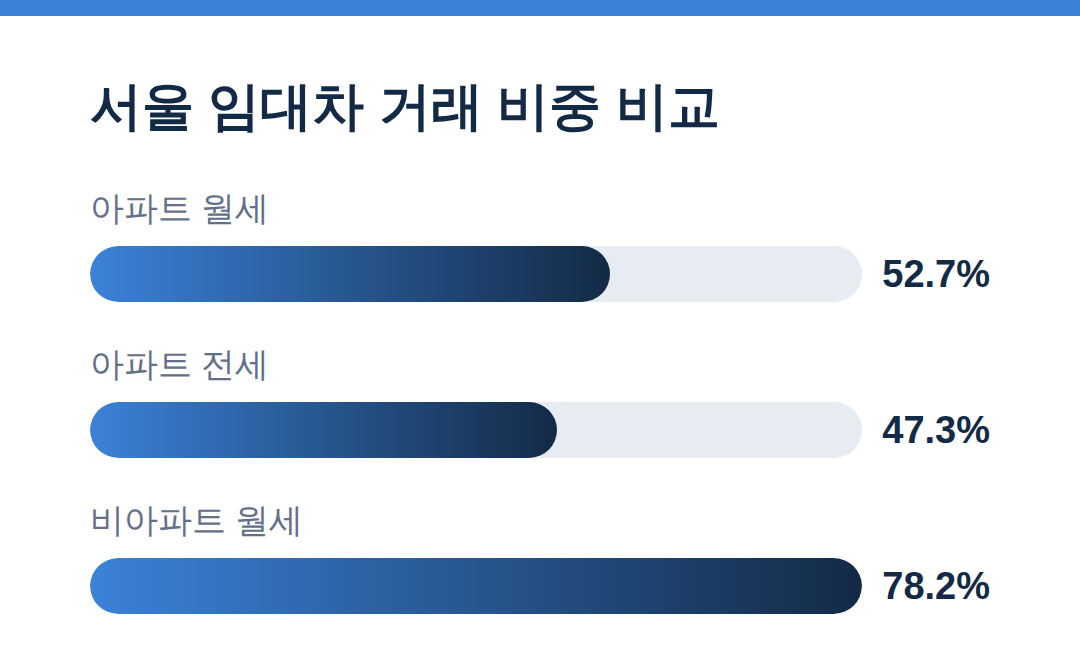 서울 임대차 거래 비중 비교
아파트 월세
52.7%
아파트 전세
47.3%
비아파트 월세
78.2%